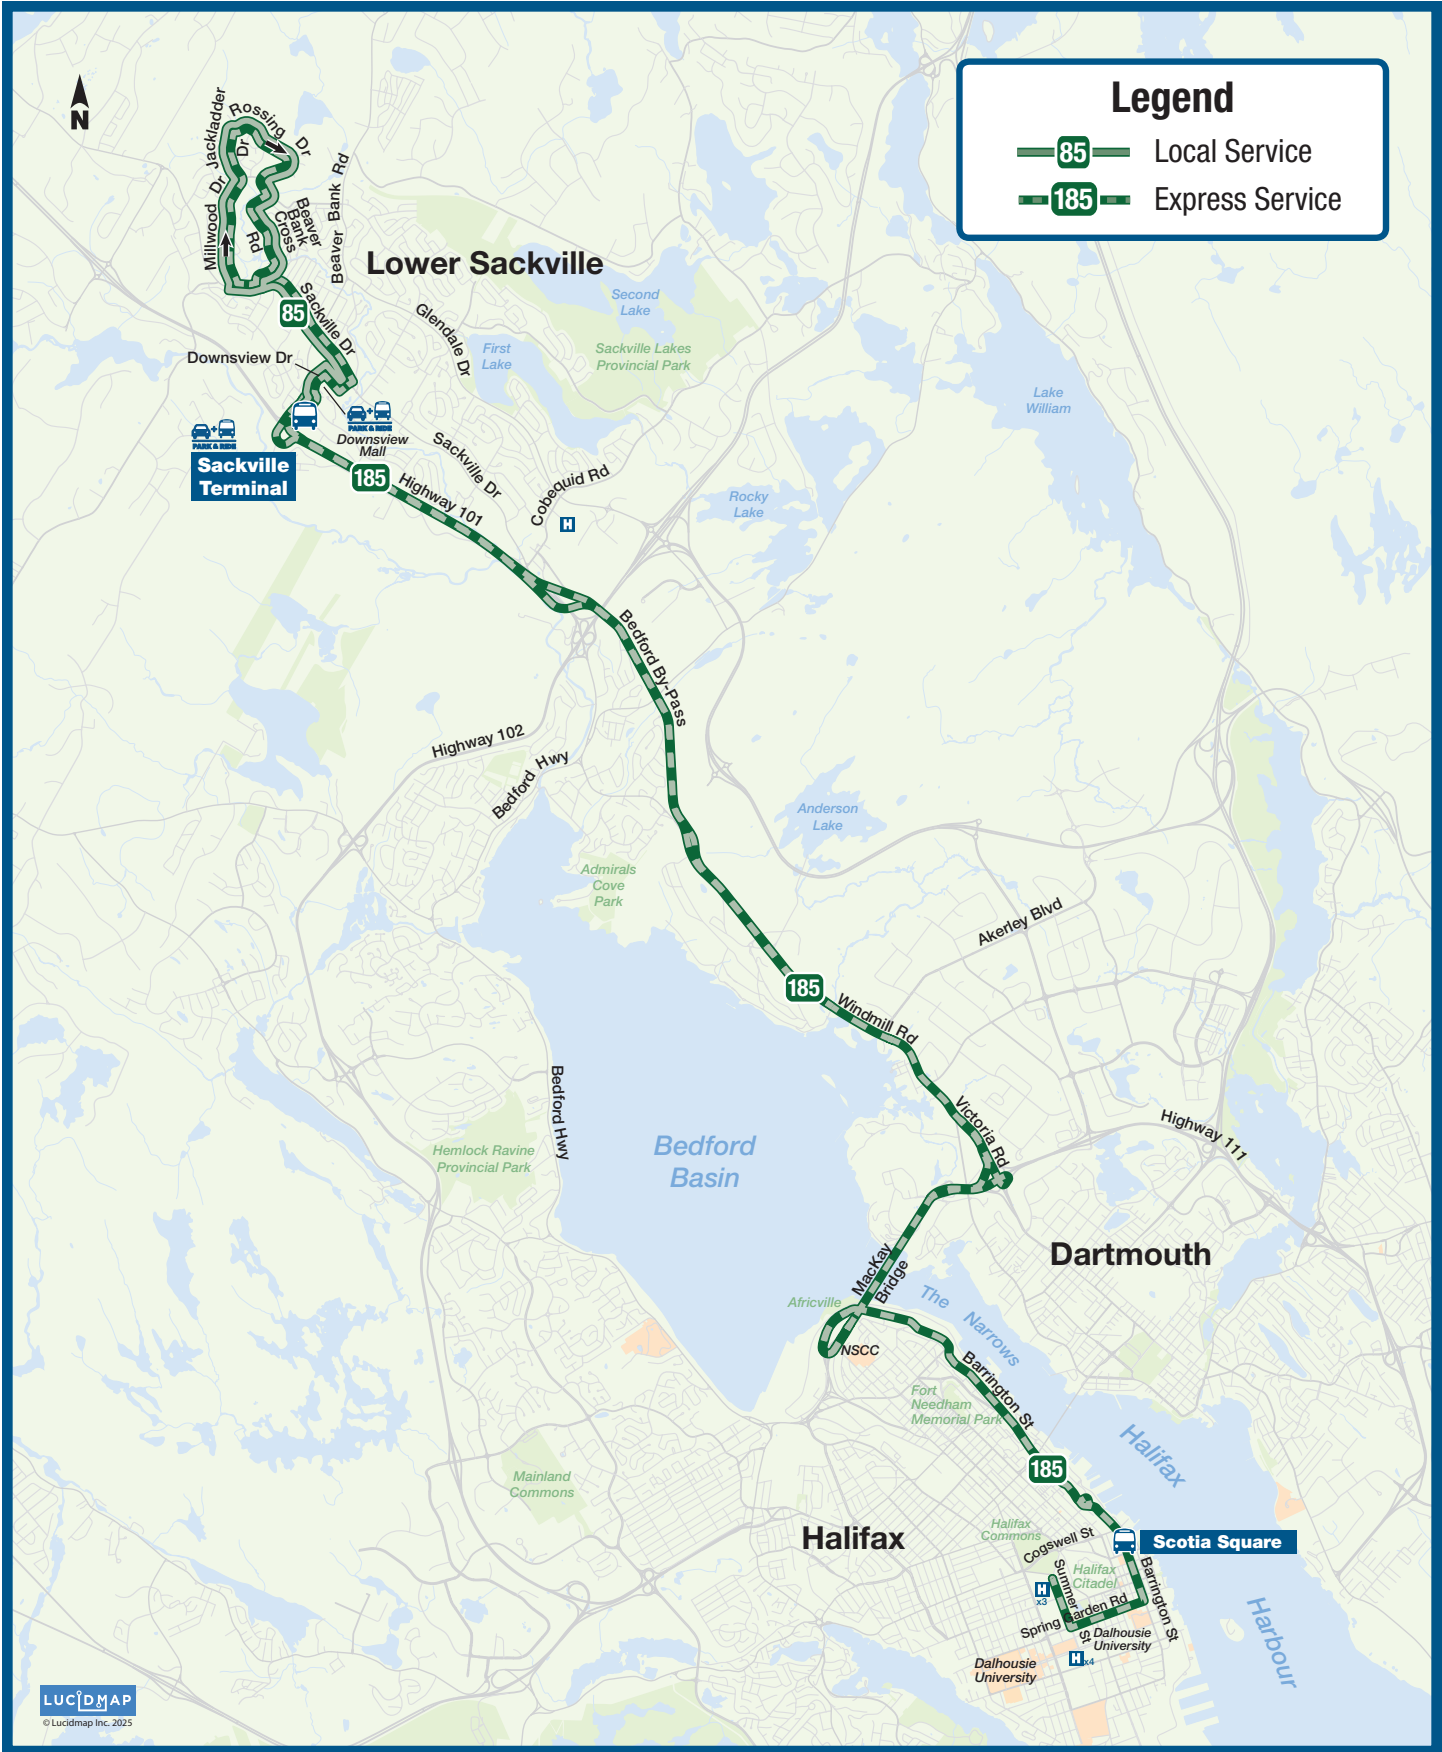 N
Legend
85 Local Service
185 Express Service
Jackladder
Dr
Rossing Dr
Millwood Dr
Beaver
Bank
Cross
Rd
Beaver Bank Rd
Lower Sackville
85
Sackville Dr
Downsview Dr
Glendale Dr
First
Lake
Second
Lake
Sackville Lakes
Provincial Park
Lake
William
PARK & RIDE
PARK & RIDE
Downsview
Mall
Sackville
Terminal
185
Highway 101
Sackville Dr
Cobequid Rd
H
Rocky
Lake
Bedford By-Pass
Highway 102
Bedford Hwy
Anderson
Lake
Admirals
Cove
Park
Akerley Blvd
185
Windmill Rd
Bedford Hwy
Victoria Rd
Highway 111
Hemlock Ravine
Provincial Park
Bedford
Basin
Dartmouth
MacKay
Bridge
Africville
The Narrows
NSCC
Barrington St
Fort
Needham
Memorial Park
185
Halifax
Mainland
Commons
Halifax
Halifax
Commons
Cogswell St
Scotia Square
Halifax
Citadel
Summer St
H
x3
Barrington St
Spring Garden Rd
Dalhousie
University
H x4
Dalhousie
University
Harbour
LUCIDMAP
© Lucidmap Inc. 2025